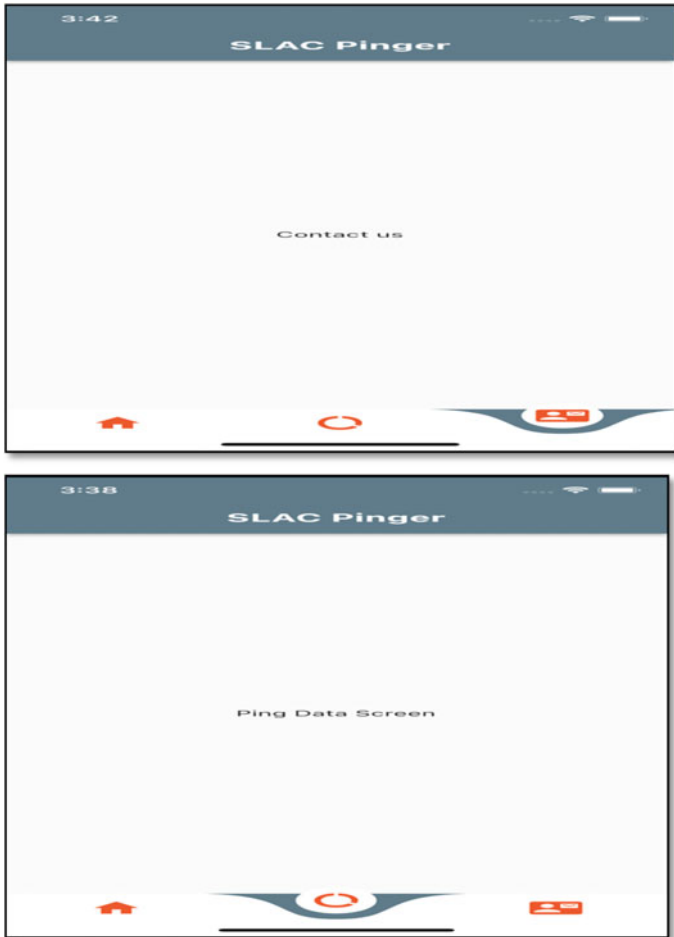 3:42
SLAC Pinger
Contact us
3:38
SLAC Pinger
Ping Data Screen